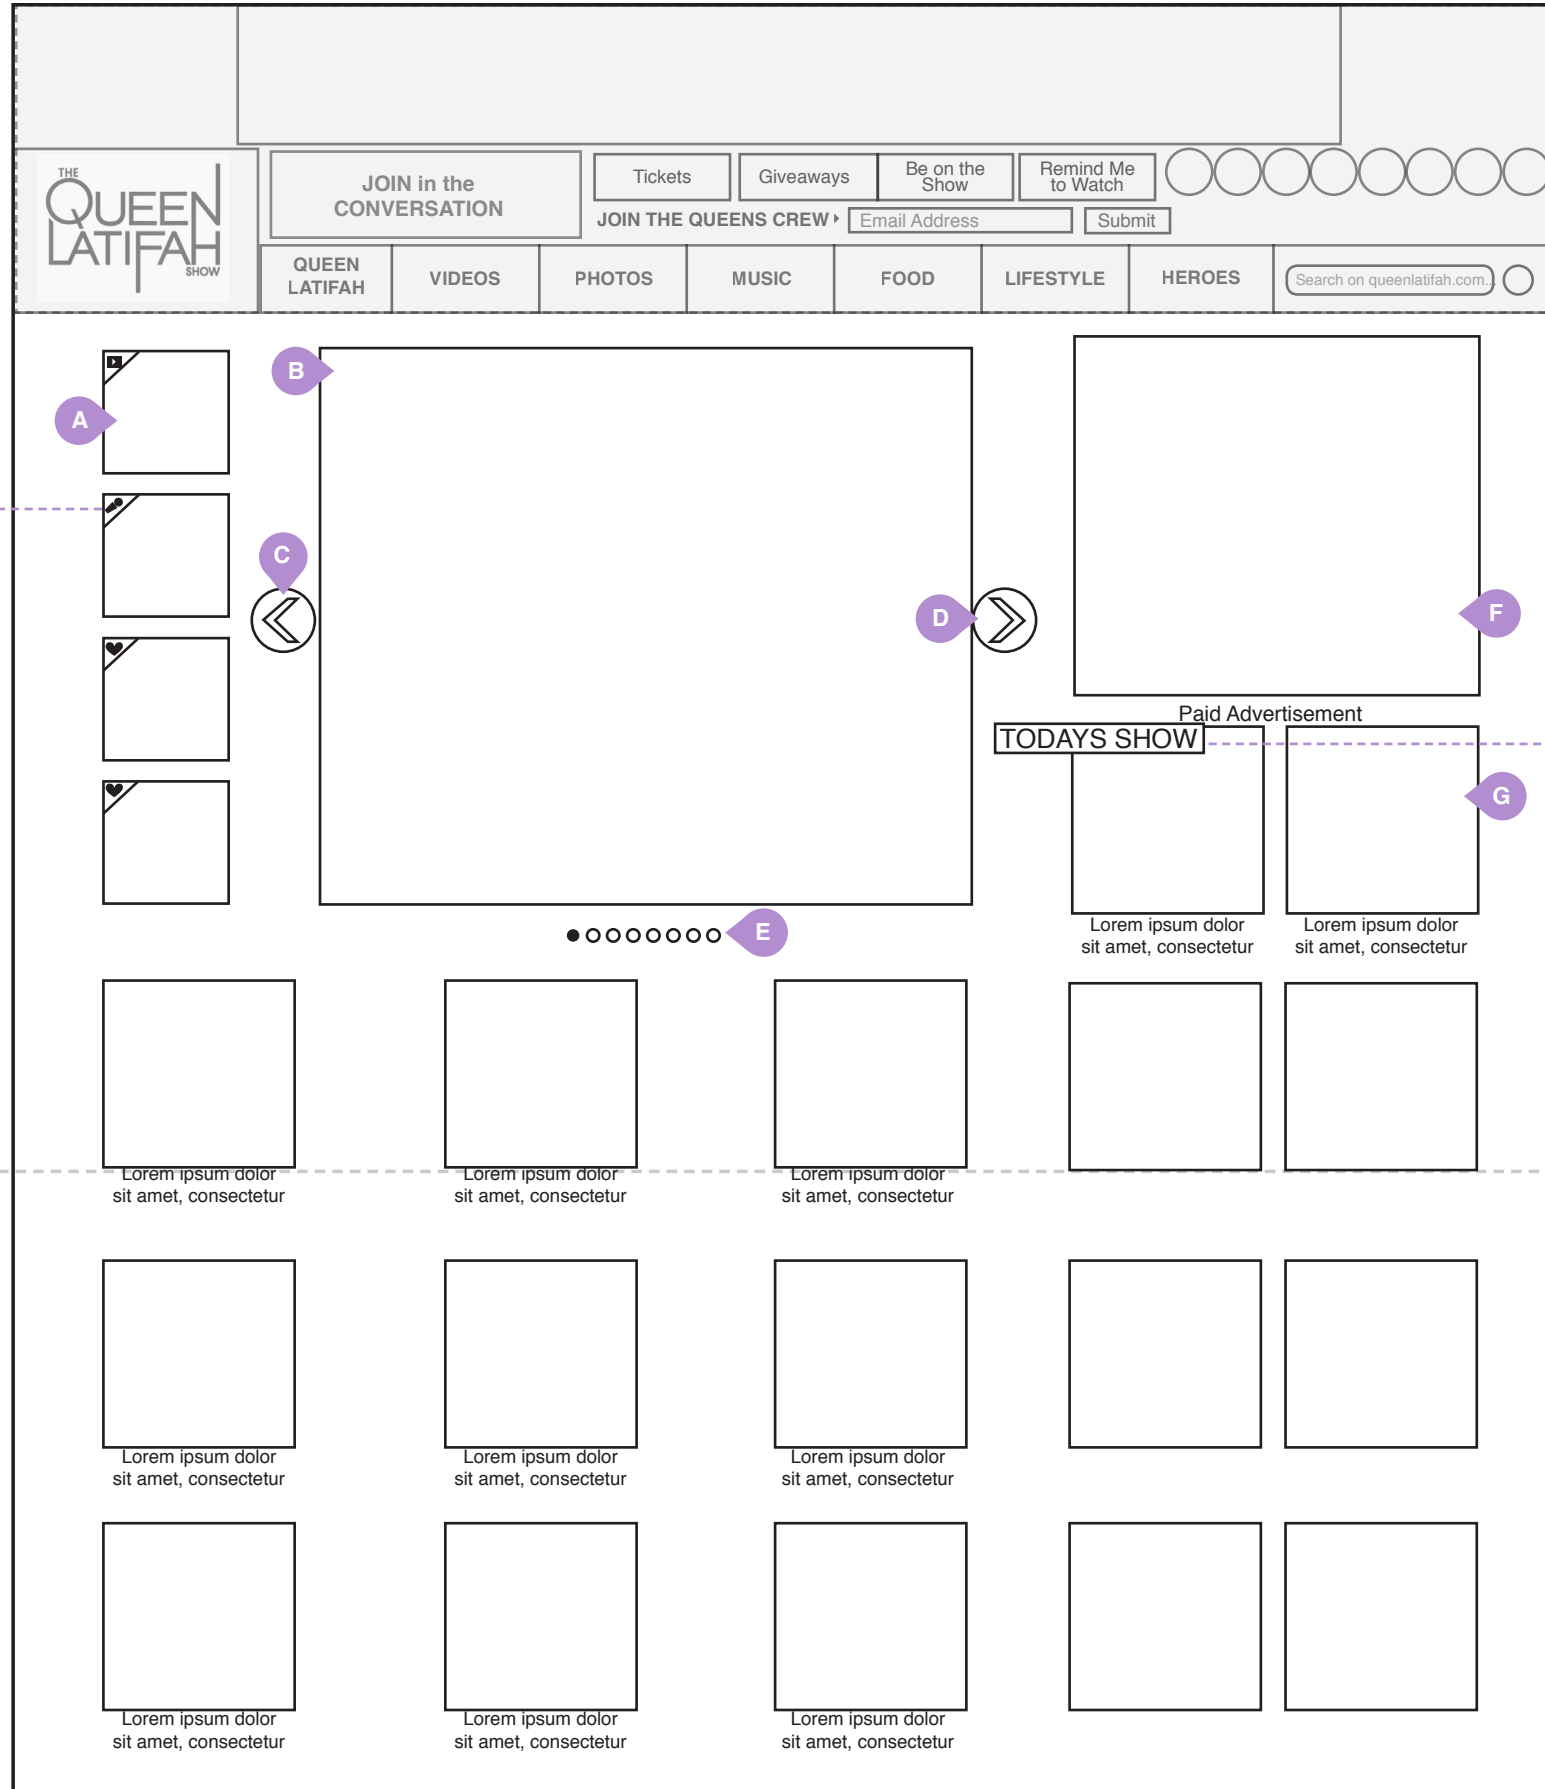 THE
QUEEN
LATIFAH
SHOW
JOIN in the
CONVERSATION
Tickets
Giveaways
Be on the
Show
Remind Me
to Watch
JOIN THE QUEENS CREW
Email Address
Submit
QUEEN
LATIFAH
VIDEOS
PHOTOS
MUSIC
FOOD
LIFESTYLE
HEROES
Search on queenlatifah.com...
A
B
C
D
F
Paid Advertisement
TODAYS SHOW
G
Lorem ipsum dolor
sit amet, consectetur
Lorem ipsum dolor
sit amet, consectetur
E
Lorem ipsum dolor
sit amet, consectetur
Lorem ipsum dolor
sit amet, consectetur
Lorem ipsum dolor
sit amet, consectetur
Lorem ipsum dolor
sit amet, consectetur
Lorem ipsum dolor
sit amet, consectetur
Lorem ipsum dolor
sit amet, consectetur
Lorem ipsum dolor
sit amet, consectetur
Lorem ipsum dolor
sit amet, consectetur
Lorem ipsum dolor
sit amet, consectetur